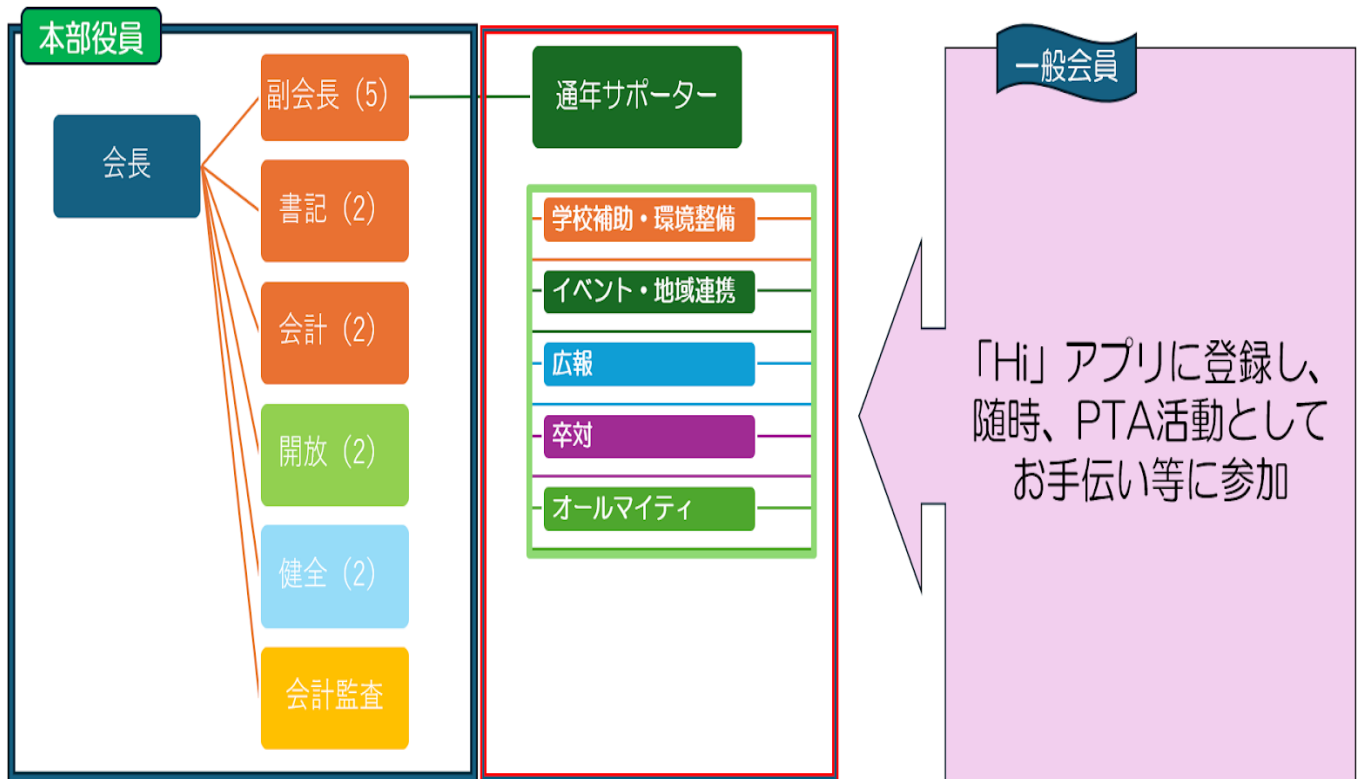 本部役員
会長
副会長（5）
書記（2）
会計（2）
開放（2）
健全（2）
会計監査
通年サポーター
学校補助・環境整備
イベント・地域連携
広報
卒対
オールマイティ
一般会員
「Hi」アプリに登録し、
随時、PTA活動として
お手伝い等に参加